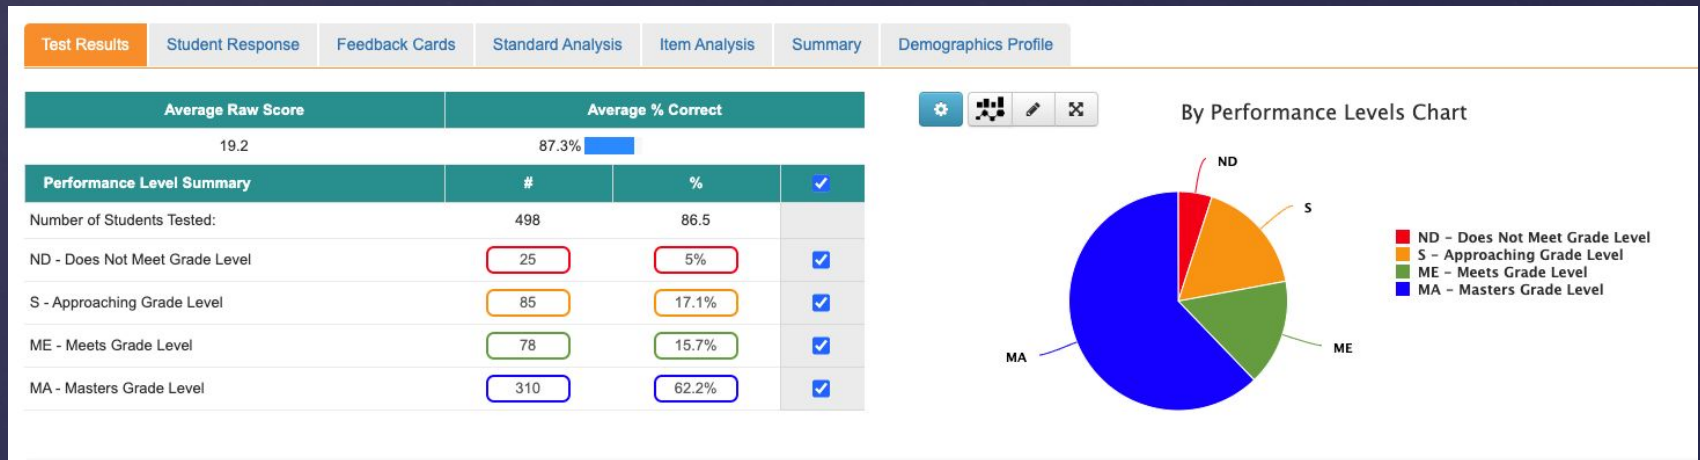 Test Results Student Response Feedback Cards Standard Analysis Item Analysis Summary Demographics Profile
Average Raw Score Average % Correct
19.2 87.3%
Performance Level Summary # %
Number of Students Tested: 498 86.5
ND - Does Not Meet Grade Level 25 5%
S - Approaching Grade Level 85 17.1%
ME - Meets Grade Level 78 15.7%
MA - Masters Grade Level 310 62.2%
By Performance Levels Chart
ND
S
ME
MA
ND - Does Not Meet Grade Level
S - Approaching Grade Level
ME - Meets Grade Level
MA - Masters Grade Level